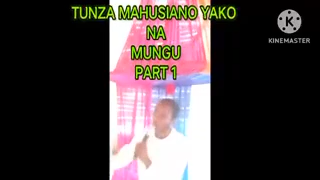 TUNZA MAHUSIANO YAKO
NA
MUNGU
PART 1
KINEMASTER